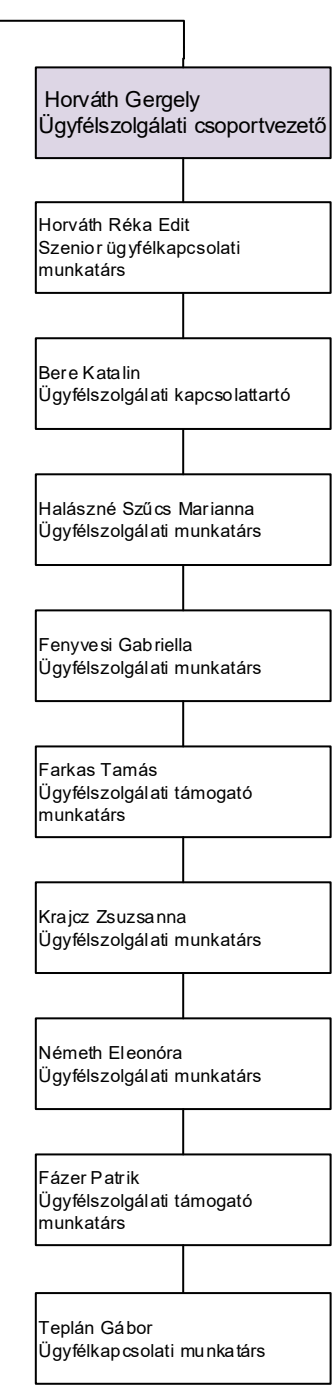 Horváth Gergely
Ügyfélszolgálati csoportvezető
Horváth Réka Edit
Szenior ügyfélkapcsolati
munkatárs
Bere Katalin
Ügyfélszolgálati kapcsolattartó
Halászné Szűcs Marianna
Ügyfélszolgálati munkatárs
Fenyvesi Gabriella
Ügyfélszolgálati munkatárs
Farkas Tamás
Ügyfélszolgálati támogató
munkatárs
Krajcz Zsuzsanna
Ügyfélszolgálati munkatárs
Németh Eleonóra
Ügyfélszolgálati munkatárs
Fázer Patrik
Ügyfélszolgálati támogató
munkatárs
Teplán Gábor
Ügyfélkapcsolati munkatárs